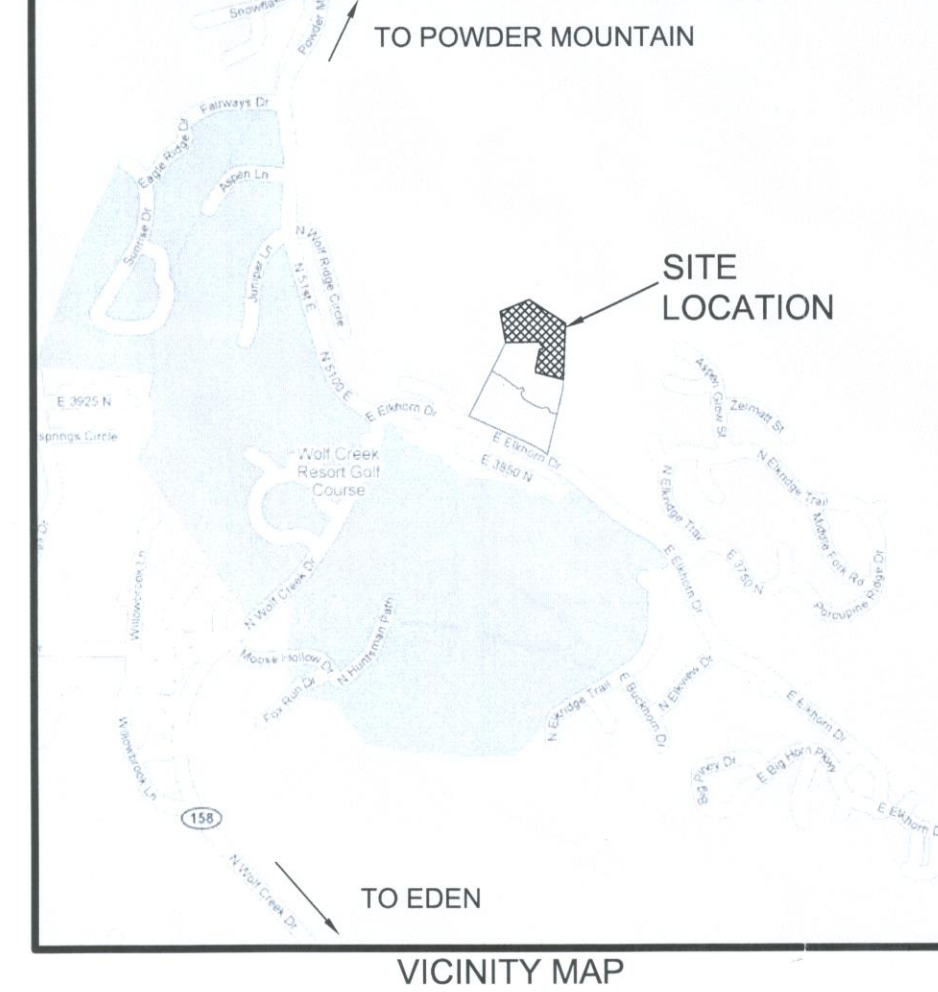 TO POWDER MOUNTAIN
Fairways Dr
Eagle Ridge Dr
Aspen Ln
Sunrise Dr
Juniper Ln
N Wolf Ridge Circle
N 51st E
SITE
LOCATION
N 5100 E
E 3925 N
springs Circle
E Elkhorn Dr
E Elkhorn Dr
E 3850 N
Aspen Glow St
Zermatt St
Wolf Creek
Resort Golf
Course
N Elkridge Trail
N Elkridge Trail
Middle Fork Rd
E 3750 N
Porcupine Ridge Dr
E Elkhorn Dr
N Wolf Creek Dr
N Huntsman Path
Moose Hollow Dr
Fox Run Dr
N Elkridge Trail
E Buckhorn Dr
N Elkview Dr
E Elkhorn Dr
Willowbrook Ln
Big Piney Dr
E Big Horn Pkwy
E Elkhorn D
158
N Wolf Creek Dr
TO EDEN
VICINITY MAP